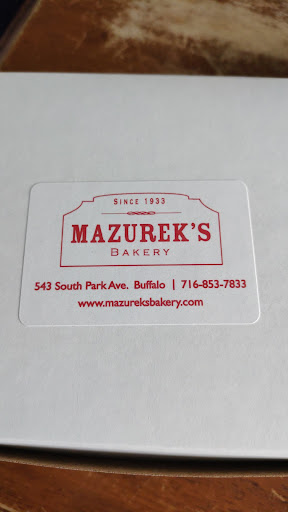 SINCE 1933
MAZUREK'S
BAKERY
543 South Park Ave. Buffalo | 716-853-7833
www.mazureksbakery.com